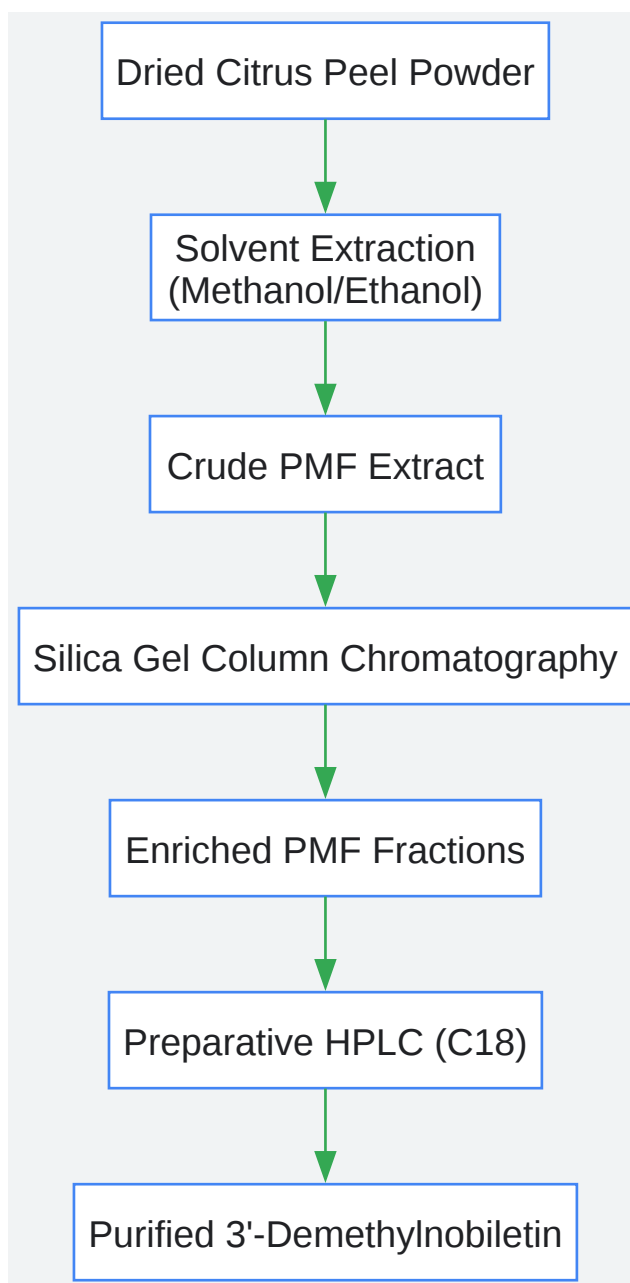 Dried Citrus Peel Powder
Solvent Extraction
(Methanol/Ethanol)
Crude PMF Extract
Silica Gel Column Chromatography
Enriched PMF Fractions
Preparative HPLC (C18)
Purified 3'-Demethylnobiletin